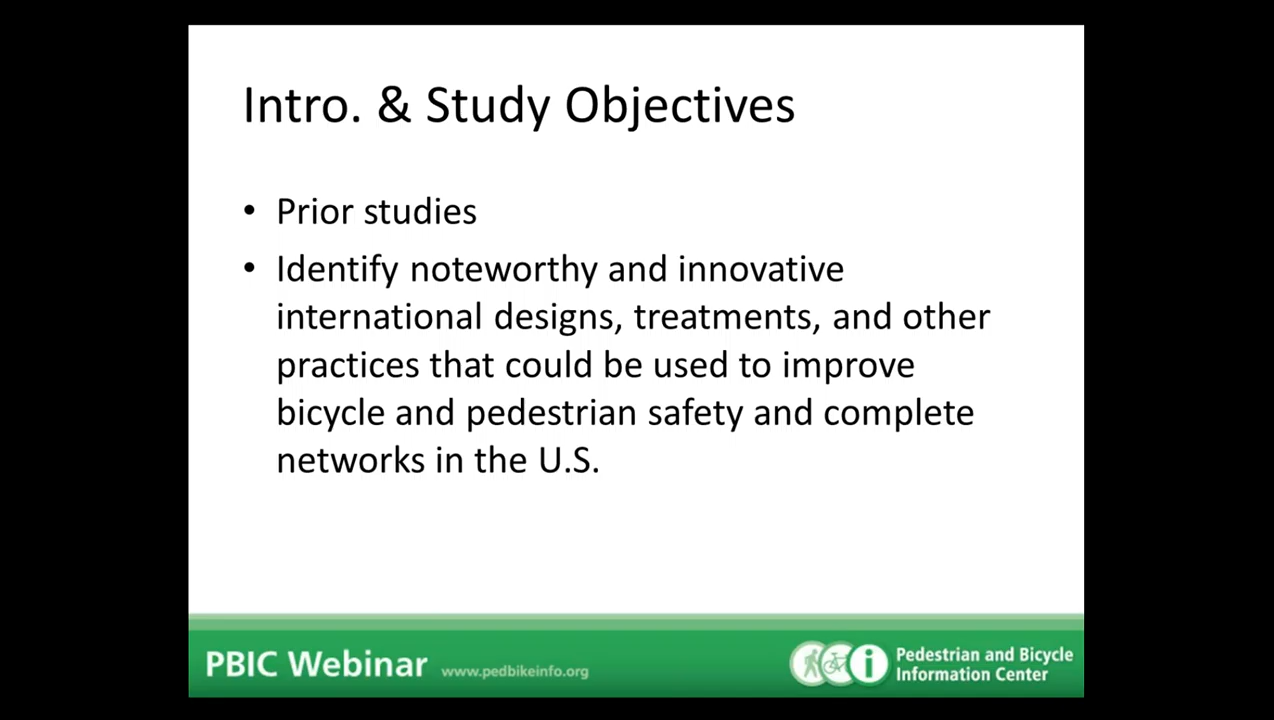 Intro. & Study Objectives
• Prior studies
• Identify noteworthy and innovative
international designs, treatments, and other
practices that could be used to improve
bicycle and pedestrian safety and complete
networks in the U.S.
PBIC Webinar www.pedbikeinfo.org
i Pedestrian and Bicycle
Information Center